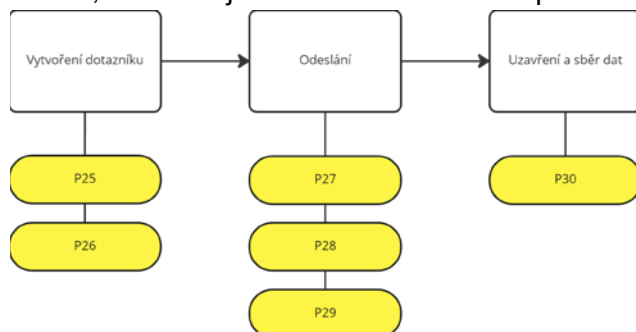 Vytvoření dotazníku
Odeslání
Uzavření a sběr dat
P25
P27
P30
P26
P28
P29